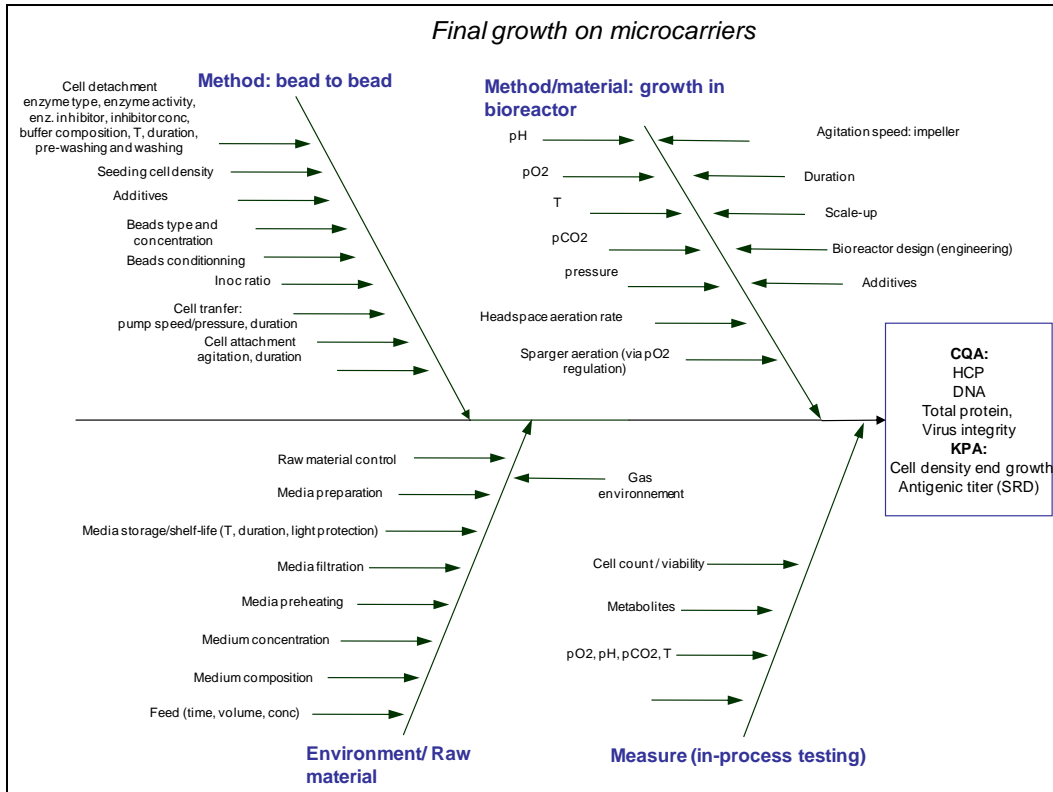 Final growth on microcarriers
Method: bead to bead
Cell detachment
enzyme type, enzyme activity,
enz. inhibitor, inhibitor conc,
buffer composition, T, duration,
pre-washing and washing
Seeding cell density
Additives
Beads type and
concentration
Beads conditionning
Inoc ratio
Cell tranfer:
pump speed/pressure, duration
Cell attachment
agitation, duration
Method/material: growth in
bioreactor
pH
pO2
T
pCO2
pressure
Headspace aeration rate
Sparger aeration (via pO2
regulation)
Agitation speed: impeller
Duration
Scale-up
Bioreactor design (engineering)
Additives
CQA:
HCP
DNA
Total protein,
Virus integrity
KPA:
Cell density end growth
Antigenic titer (SRD)
Raw material control
Media preparation
Media storage/shelf-life (T, duration, light protection)
Media filtration
Media preheating
Medium concentration
Medium composition
Feed (time, volume, conc)
Gas
environnement
Environment/ Raw
material
Cell count / viability
Metabolites
pO2, pH, pCO2, T
Measure (in-process testing)